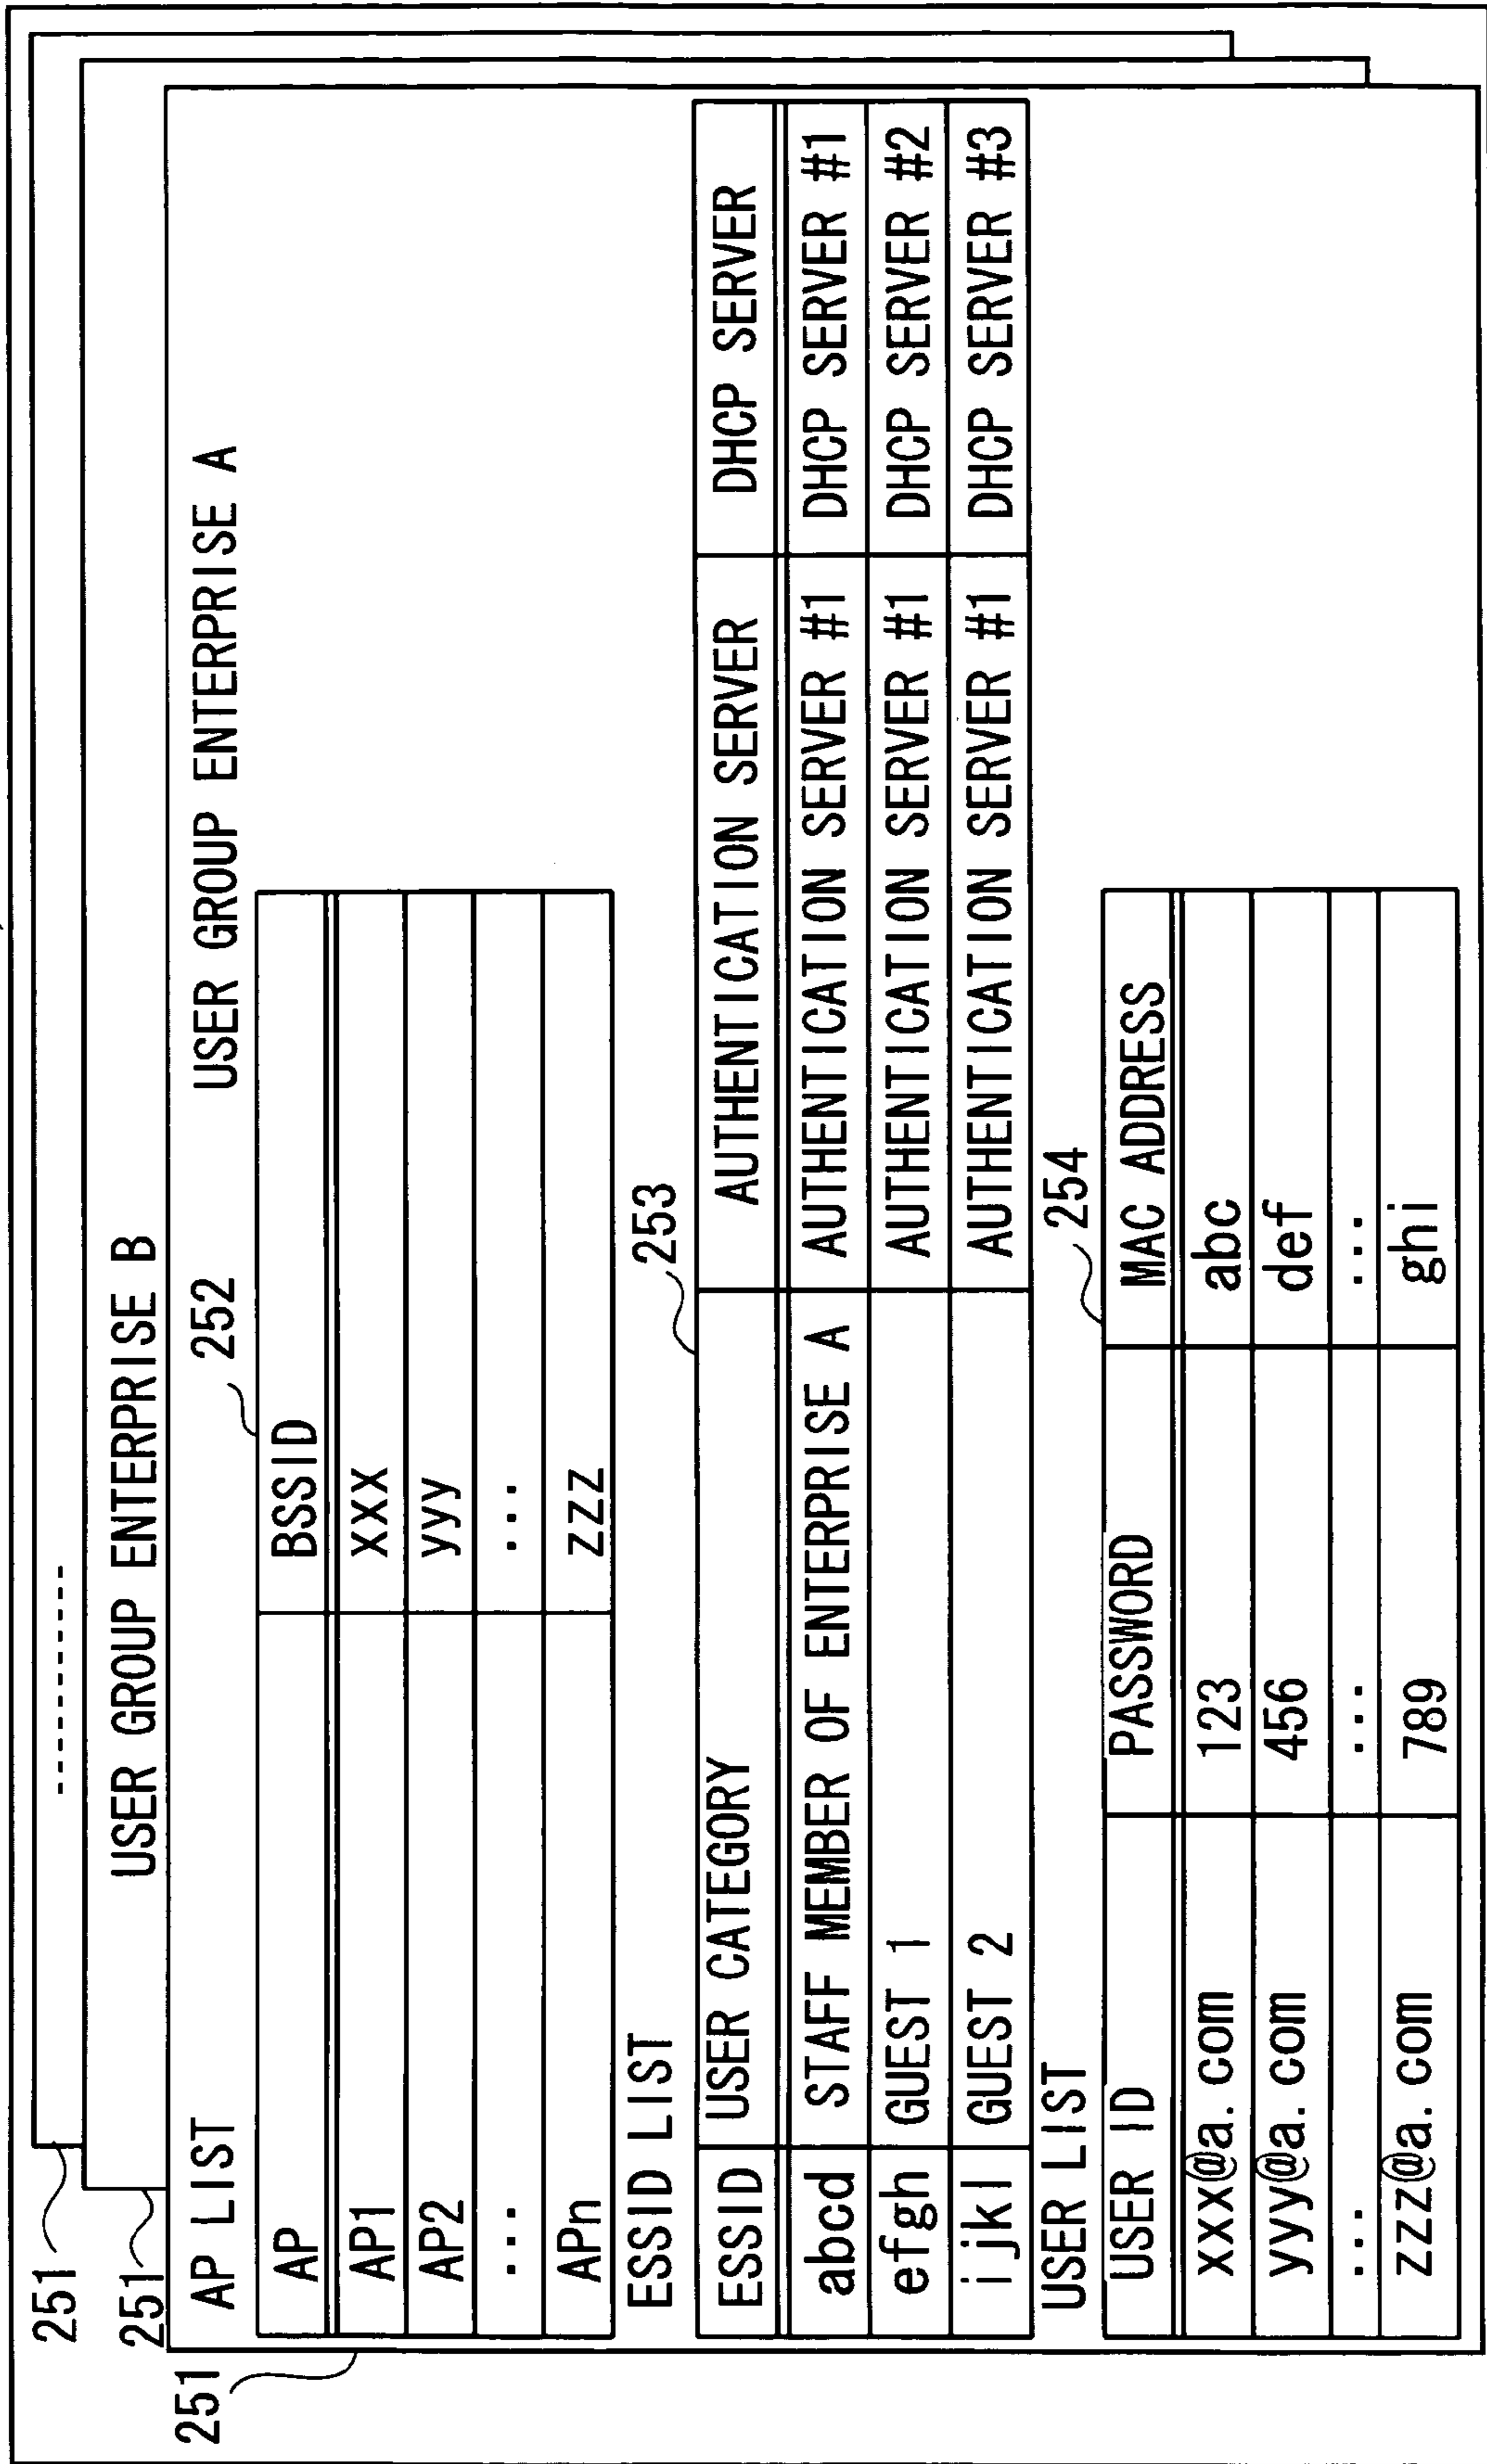 251
---------
251
USER GROUP ENTERPRISE B
251
AP LIST USER GROUP ENTERPRISE A
252
AP BSSID
AP1 xxx
AP2 yyy
... ...
APn zzz
ESSID LIST
253
ESSID USER CATEGORY AUTHENTICATION SERVER DHCP SERVER
abcd STAFF MEMBER OF ENTERPRISE A AUTHENTICATION SERVER #1 DHCP SERVER #1
efgh GUEST 1 AUTHENTICATION SERVER #1 DHCP SERVER #2
ijkl GUEST 2 AUTHENTICATION SERVER #1 DHCP SERVER #3
USER LIST
254
USER ID PASSWORD MAC ADDRESS
xxx@a.com 123 abc
yyy@a.com 456 def
... ... ...
zzz@a.com 789 ghi